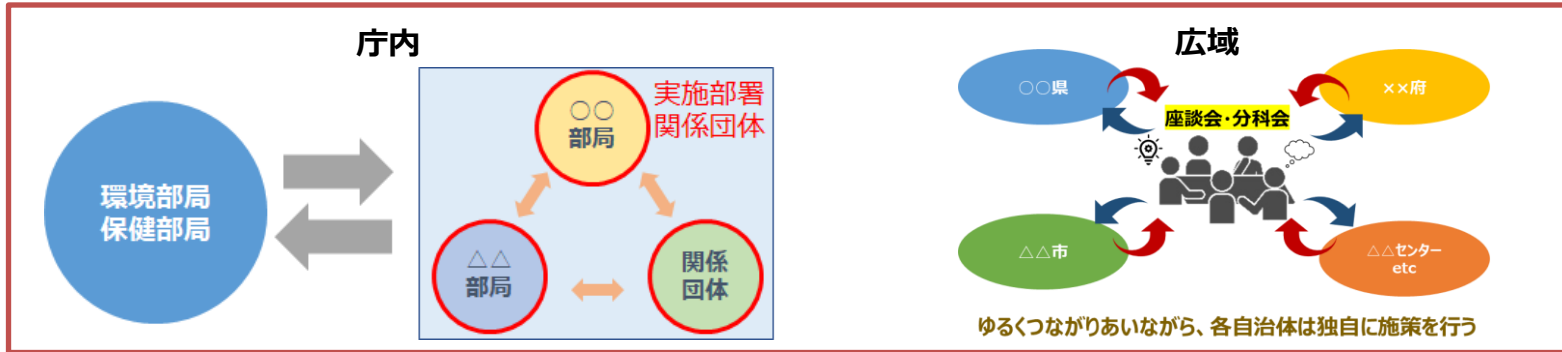 庁内
環境部局
保健部局
○○
部局
実施部署
関係団体
△△
部局
関係
団体
広域
○○県
××府
座談会・分科会
△△市
△△センター
etc
ゆるくつながりあいながら、各自治体は独自に施策を行う